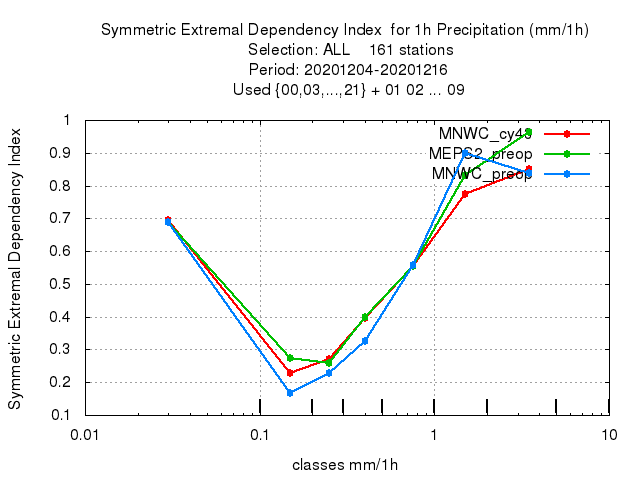 Symmetric Extremal Dependency Index  for 1h Precipitation (mm/1h)
Selection: ALL    161 stations
Period: 20201204-20201216
Used {00,03,...,21} + 01 02 ... 09
Symmetric Extremal Dependency Index
1
0.9
0.8
0.7
0.6
0.5
0.4
0.3
0.2
0.1
MNWC_cy43
MEPS2_preop
MNWC_preop
0.01
0.1
1
10
classes mm/1h